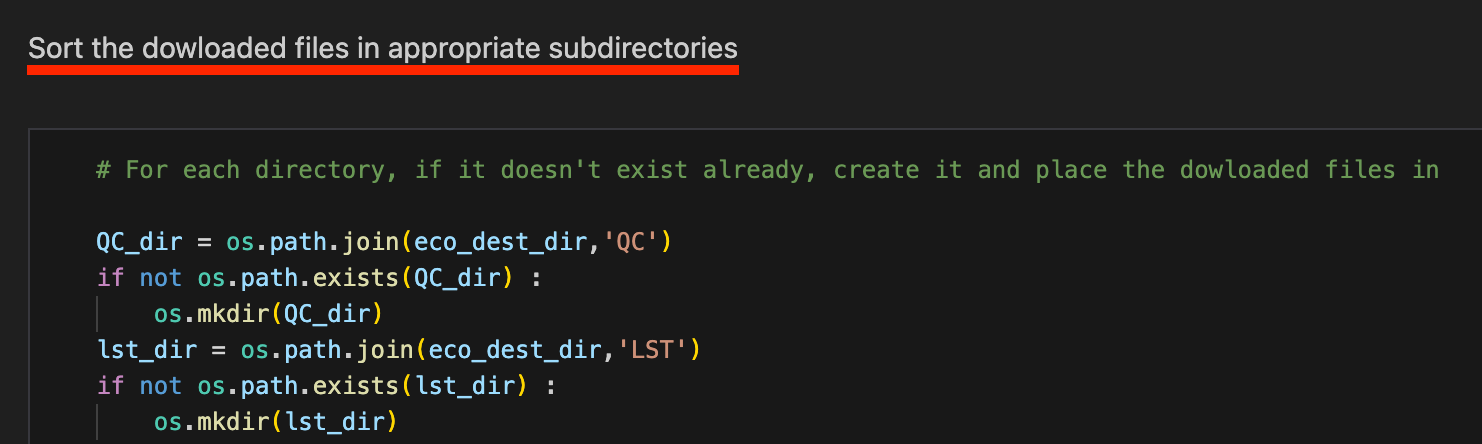 Sort the dowloaded files in appropriate subdirectories
# For each directory, if it doesn't exist already, create it and place the dowloaded files in
QC_dir = os.path.join(eco_dest_dir,'QC')
if not os.path.exists(QC_dir) :
    os.mkdir(QC_dir)
lst_dir = os.path.join(eco_dest_dir,'LST')
if not os.path.exists(lst_dir) :
    os.mkdir(lst_dir)